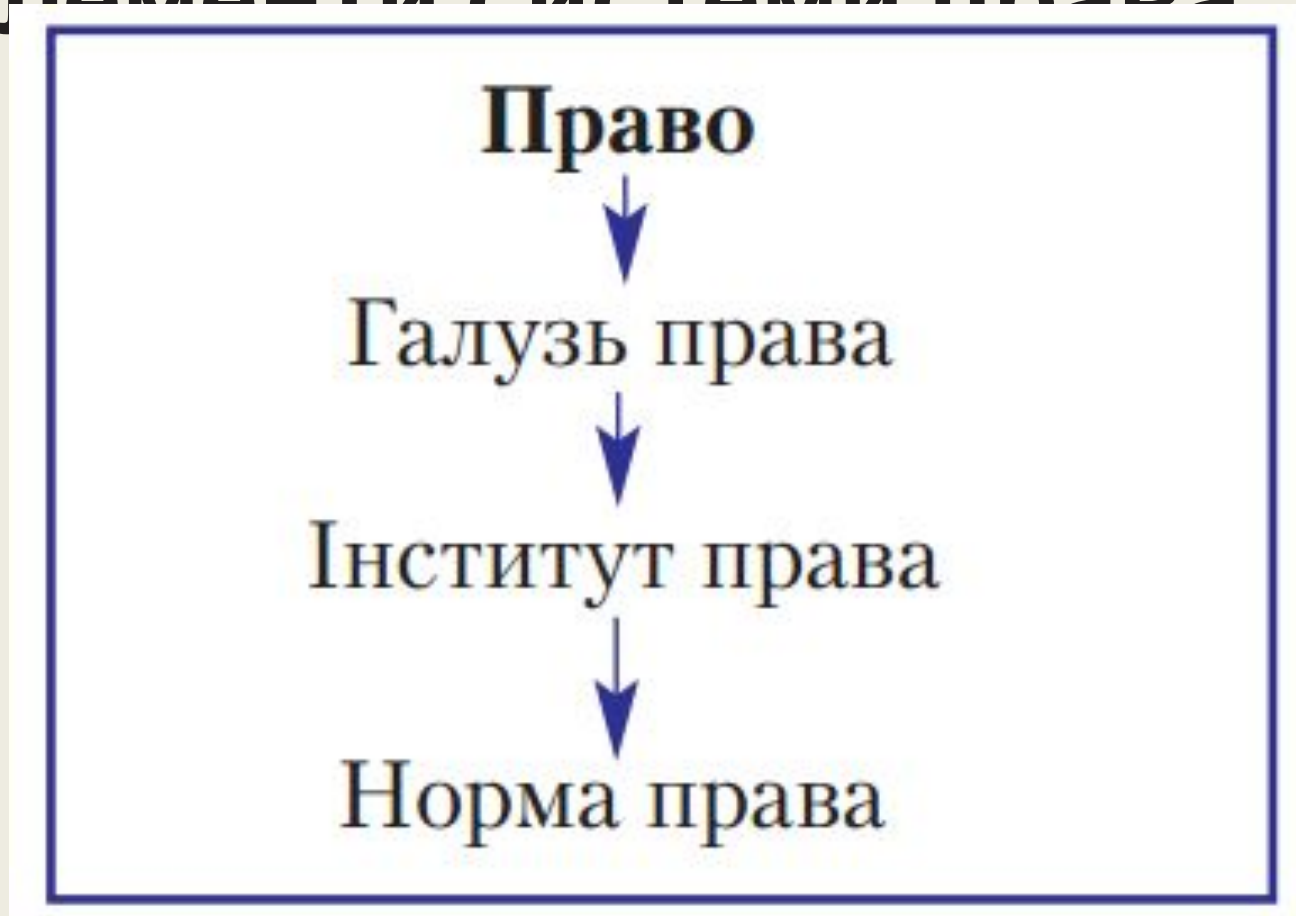 Право
Галузь права
Інститут права
Норма права